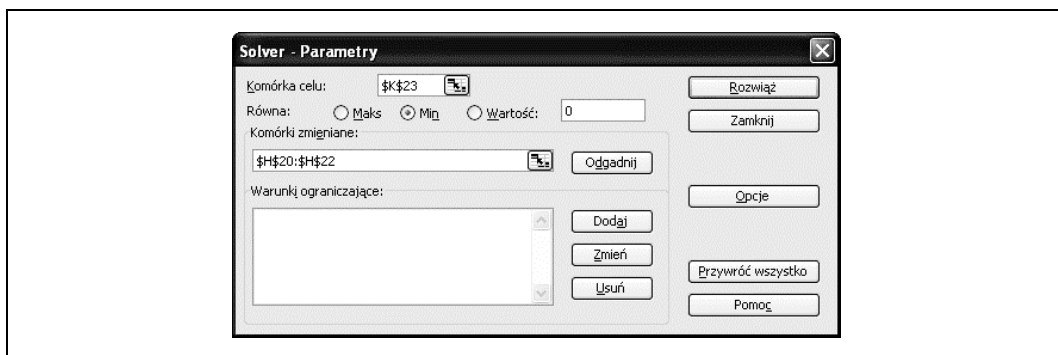 Solver - Parametry
Komórka celu: $K$23
Równa: Maks Min Wartość: 0
Komórki zmieniane:
$H$20:$H$22
Odgadnij
Warunki ograniczające:
Dodaj
Zmień
Usuń
Rozwiąż
Zamknij
Opcje
Przywróć wszystko
Pomoc